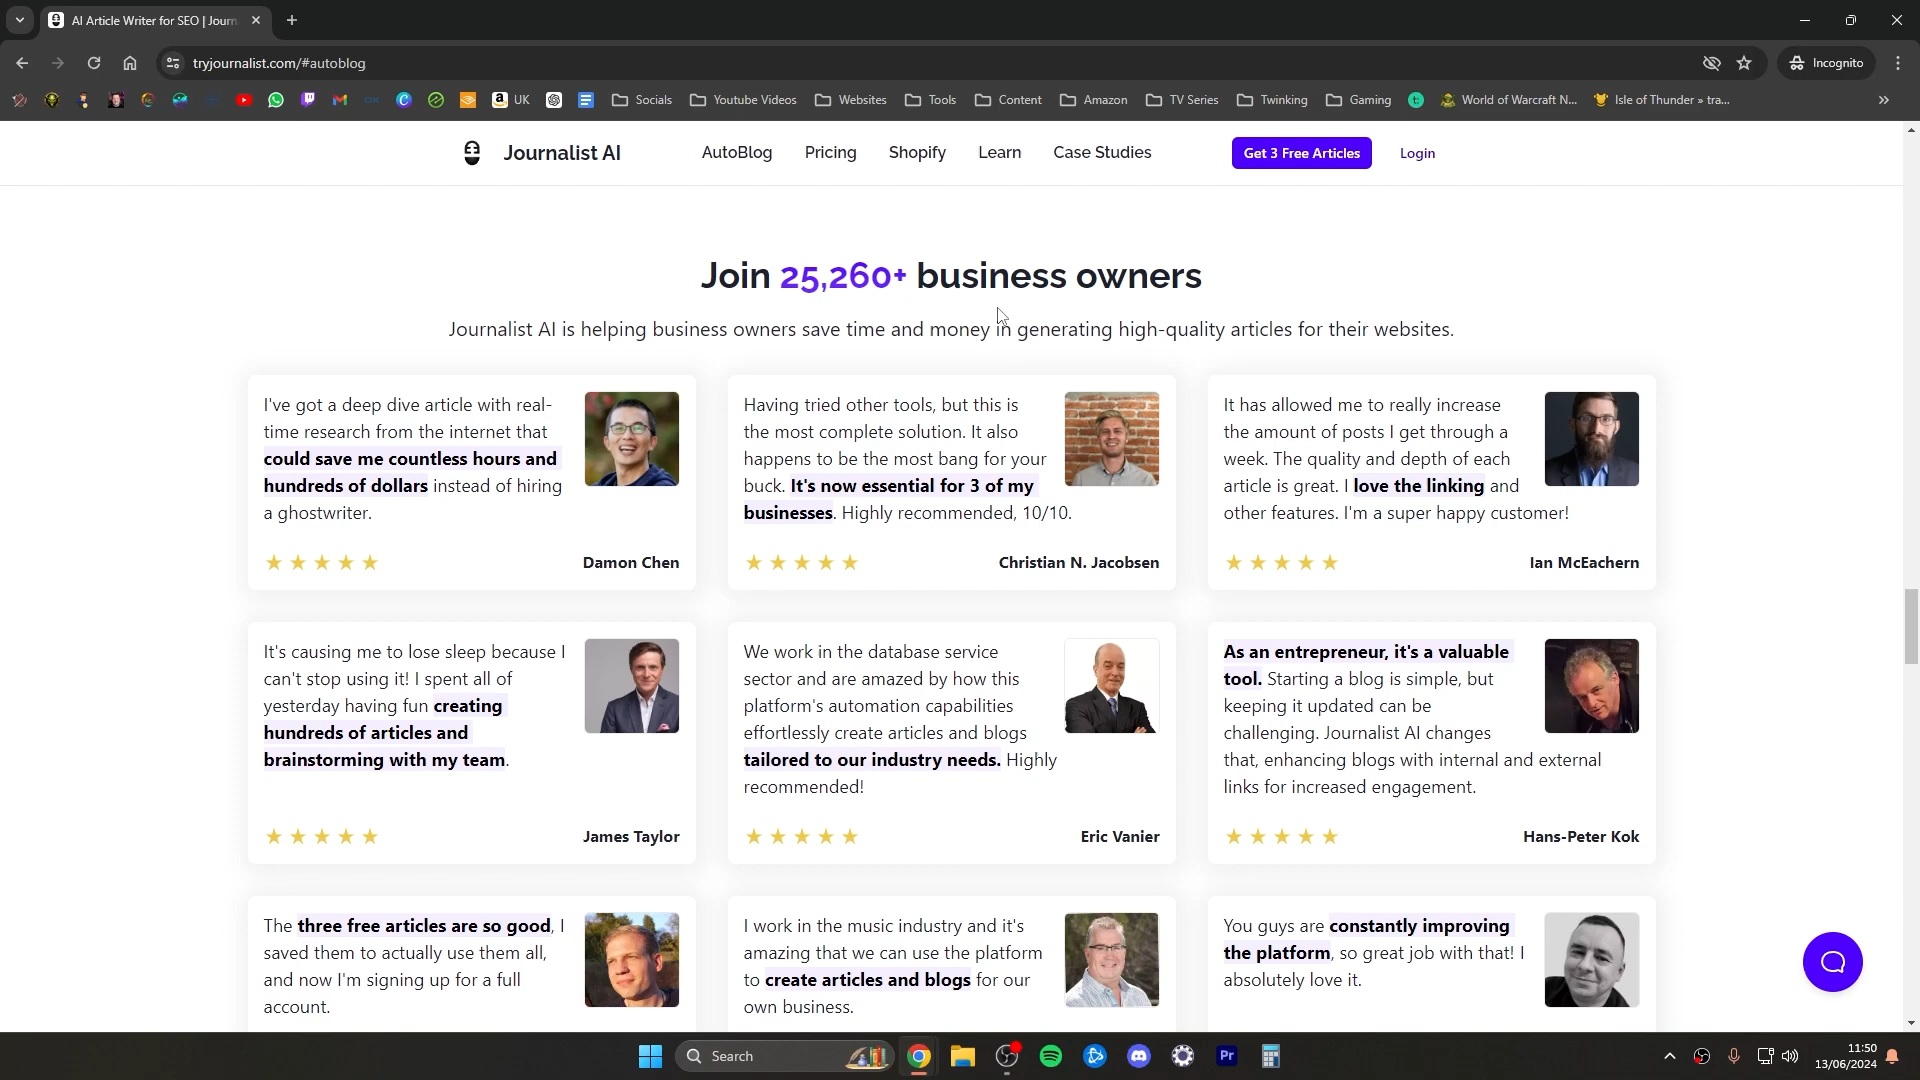 AI Article Writer for SEO | Journ
tryjournalist.com/#autoblog
Incognito
UK
Socials
Youtube Videos
Websites
Tools
Content
Amazon
TV Series
Twinking
Gaming
World of Warcraft N...
Isle of Thunder » tra...
Journalist AI
AutoBlog
Pricing
Shopify
Learn
Case Studies
Get 3 Free Articles
Login
Join 25,260+ business owners
Journalist AI is helping business owners save time and money in generating high-quality articles for their websites.
I've got a deep dive article with real-
time research from the internet that
could save me countless hours and
hundreds of dollars instead of hiring
a ghostwriter.
Damon Chen
Having tried other tools, but this is
the most complete solution. It also
happens to be the most bang for your
buck. It's now essential for 3 of my
businesses. Highly recommended, 10/10.
Christian N. Jacobsen
It has allowed me to really increase
the amount of posts I get through a
week. The quality and depth of each
article is great. I love the linking and
other features. I'm a super happy customer!
Ian McEachern
It's causing me to lose sleep because I
can't stop using it! I spent all of
yesterday having fun creating
hundreds of articles and
brainstorming with my team.
James Taylor
We work in the database service
sector and are amazed by how this
platform's automation capabilities
effortlessly create articles and blogs
tailored to our industry needs. Highly
recommended!
Eric Vanier
As an entrepreneur, it's a valuable
tool. Starting a blog is simple, but
keeping it updated can be
challenging. Journalist AI changes
that, enhancing blogs with internal and external
links for increased engagement.
Hans-Peter Kok
The three free articles are so good, I
saved them to actually use them all,
and now I'm signing up for a full
account.
I work in the music industry and it's
amazing that we can use the platform
to create articles and blogs for our
own business.
You guys are constantly improving
the platform, so great job with that! I
absolutely love it.
Search
Pr
11:50
13/06/2024